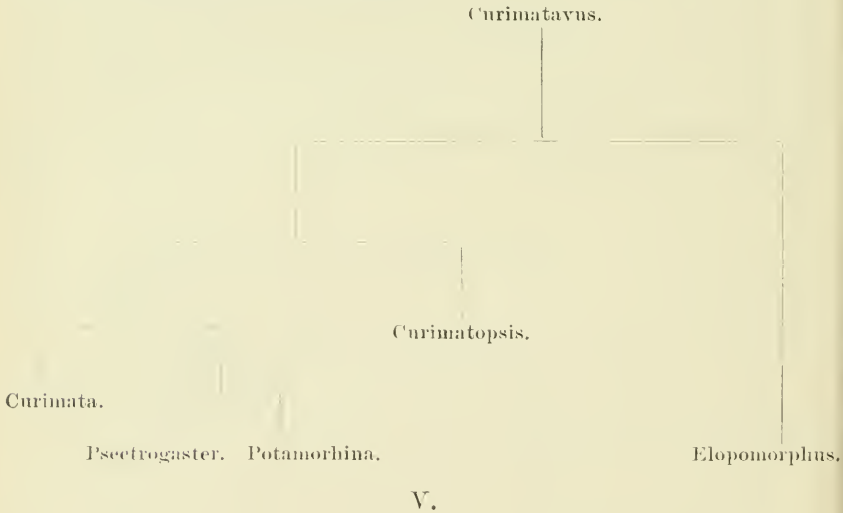 Curimatavus.
Curimatopsis.
Curimata.
Psectrogaster. Potamorhina. Elopomorphus.
V.